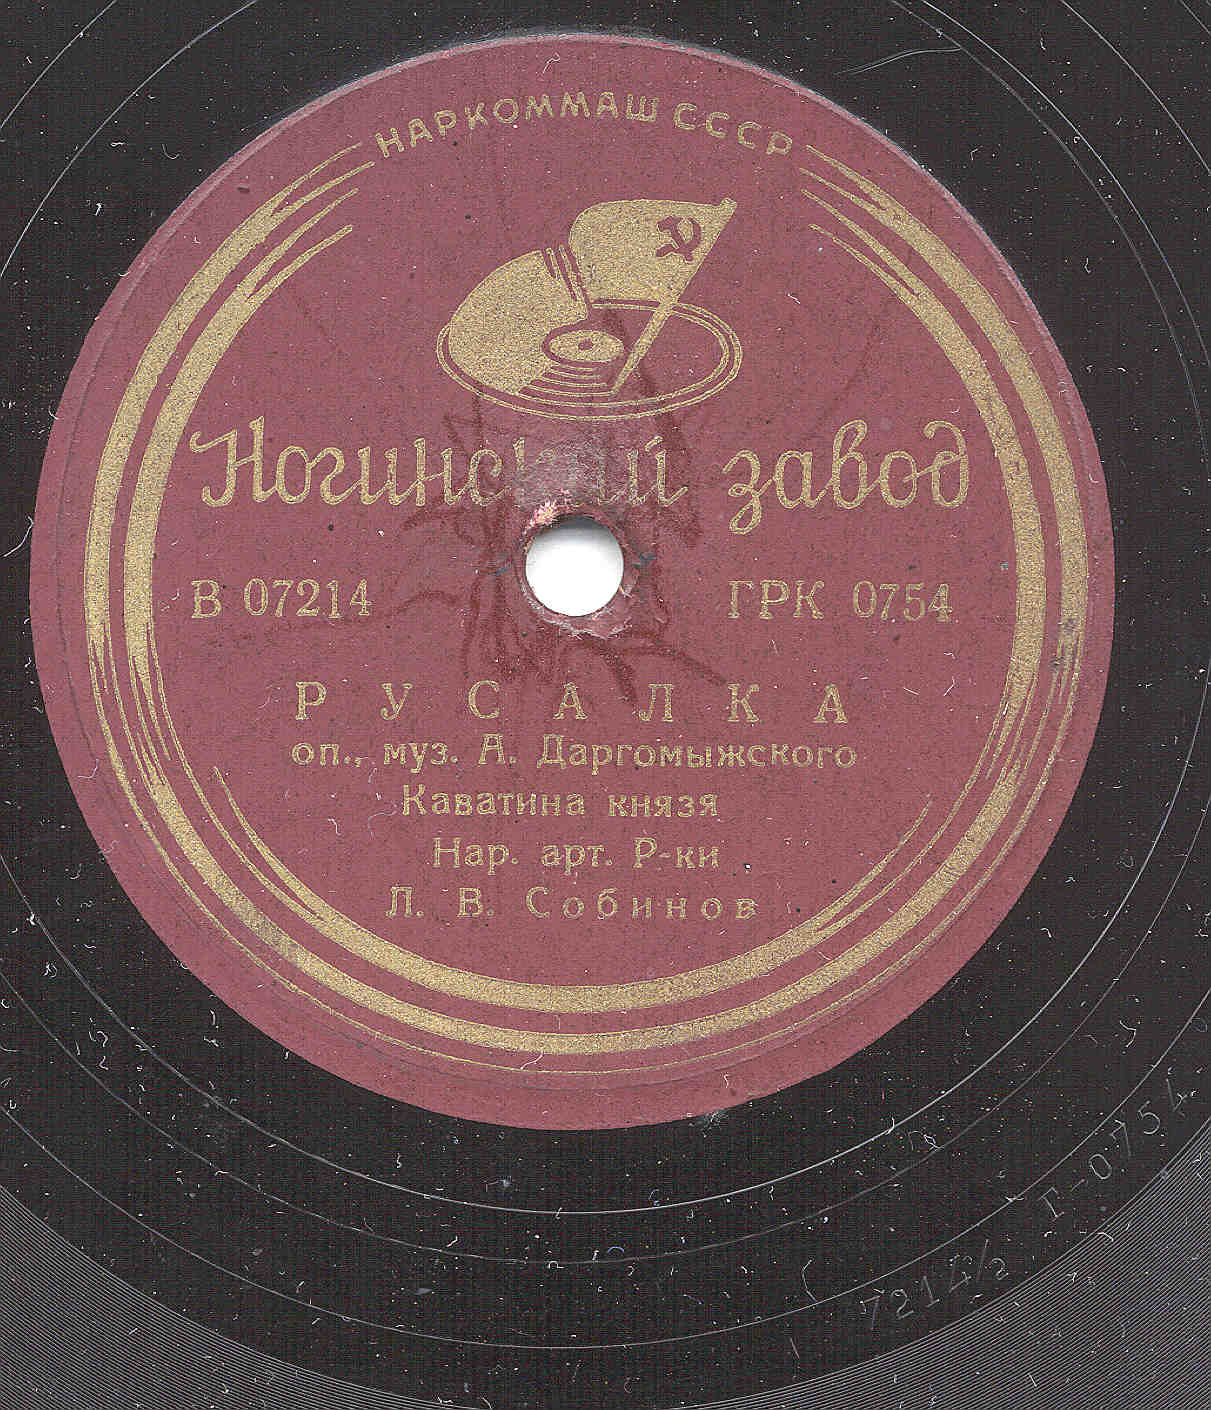 НАРКОММАШ СССР
Ногинский завод
В 07214 ГРК 0754
РУСАЛКА
оп., муз. А. Даргомыжского
Каватина князя
Нар. арт. Р-ки
Л. В. Собинов
7214/2 Г-0754